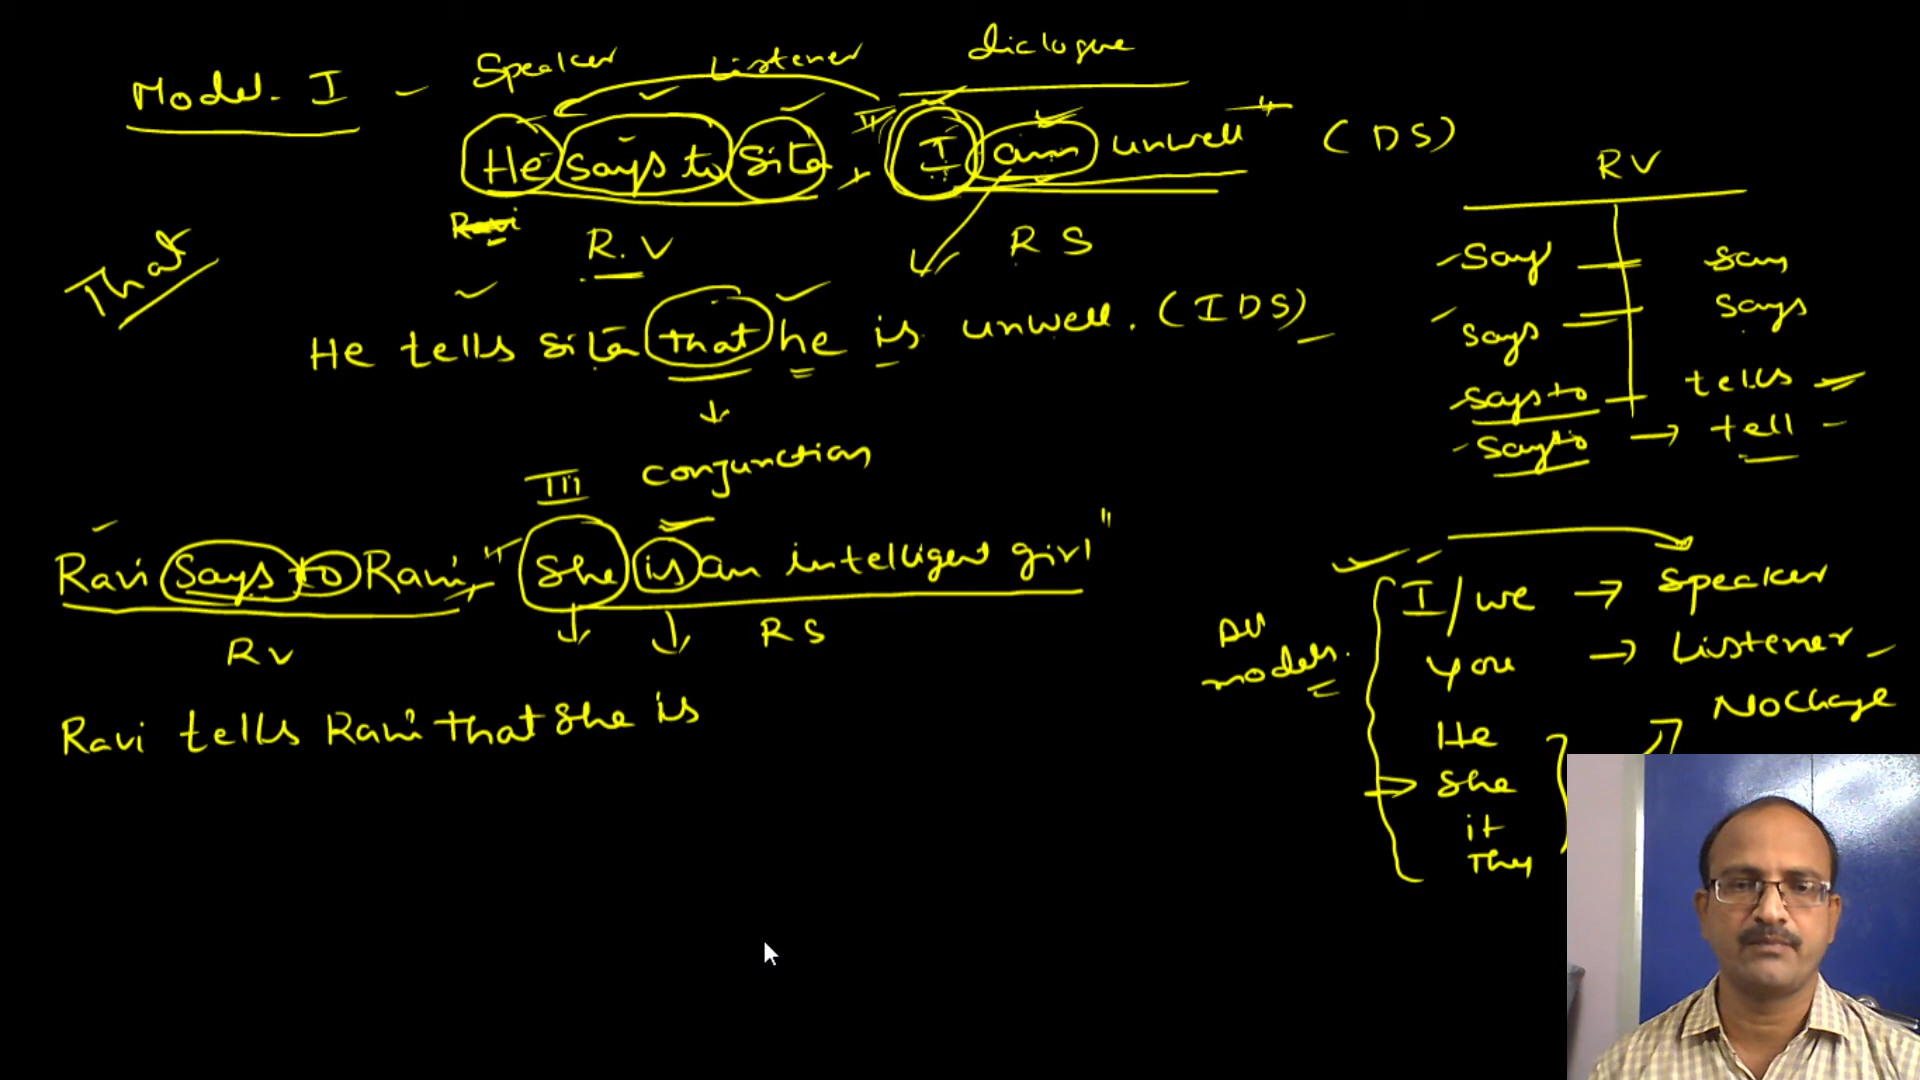 Model. I - Speaker Listener dialogue
He says to Sita, "I am unwell" (DS)
Ravi R.V RS
That
He tells Sita that he is unwell. (IDS)
conjunction
III
Ravi Says to Rani, "She is an intelligent girl"
RV RS
Ravi tells Rani that She is
RV
Say say
says says
says to tells
say to → tell
All models.
I/we → Speaker
you → Listener
He
She
it
They
NoChage